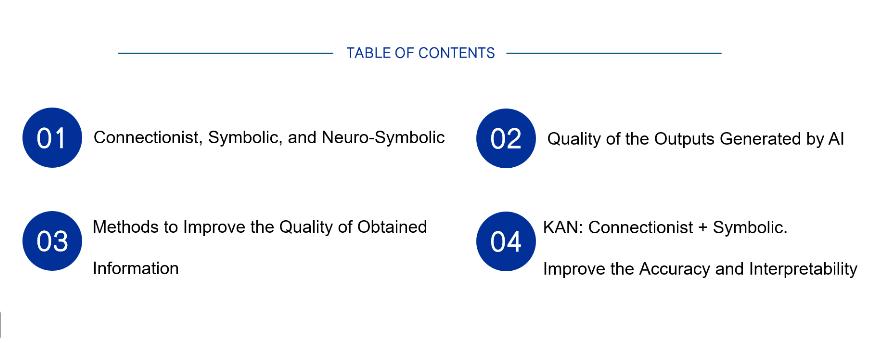 TABLE OF CONTENTS
01
Connectionist, Symbolic, and Neuro-Symbolic
02
Quality of the Outputs Generated by AI
03
Methods to Improve the Quality of Obtained
Information
04
KAN: Connectionist + Symbolic.
Improve the Accuracy and Interpretability